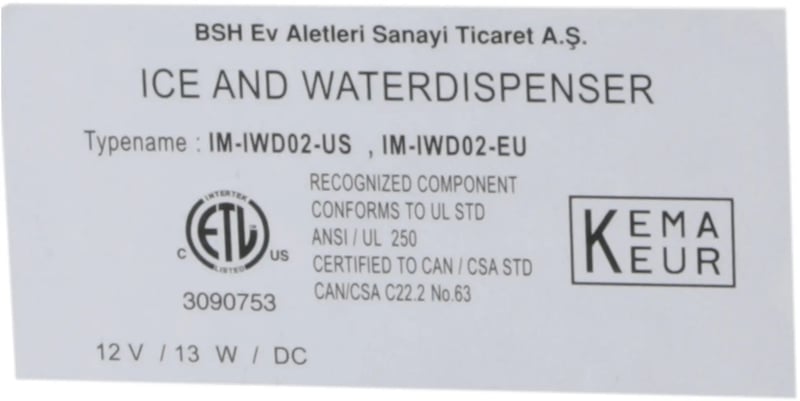 BSH Ev Aletleri Sanayi Ticaret A.Ş.
ICE AND WATERDISPENSER
Typename : IM-IWD02-US , IM-IWD02-EU
INTERTEK
ETL
LISTED
C
US
3090753
RECOGNIZED COMPONENT
CONFORMS TO UL STD
ANSI / UL 250
CERTIFIED TO CAN / CSA STD
CAN/CSA C22.2 No.63
KEMA
EUR
12 V / 13 W / DC